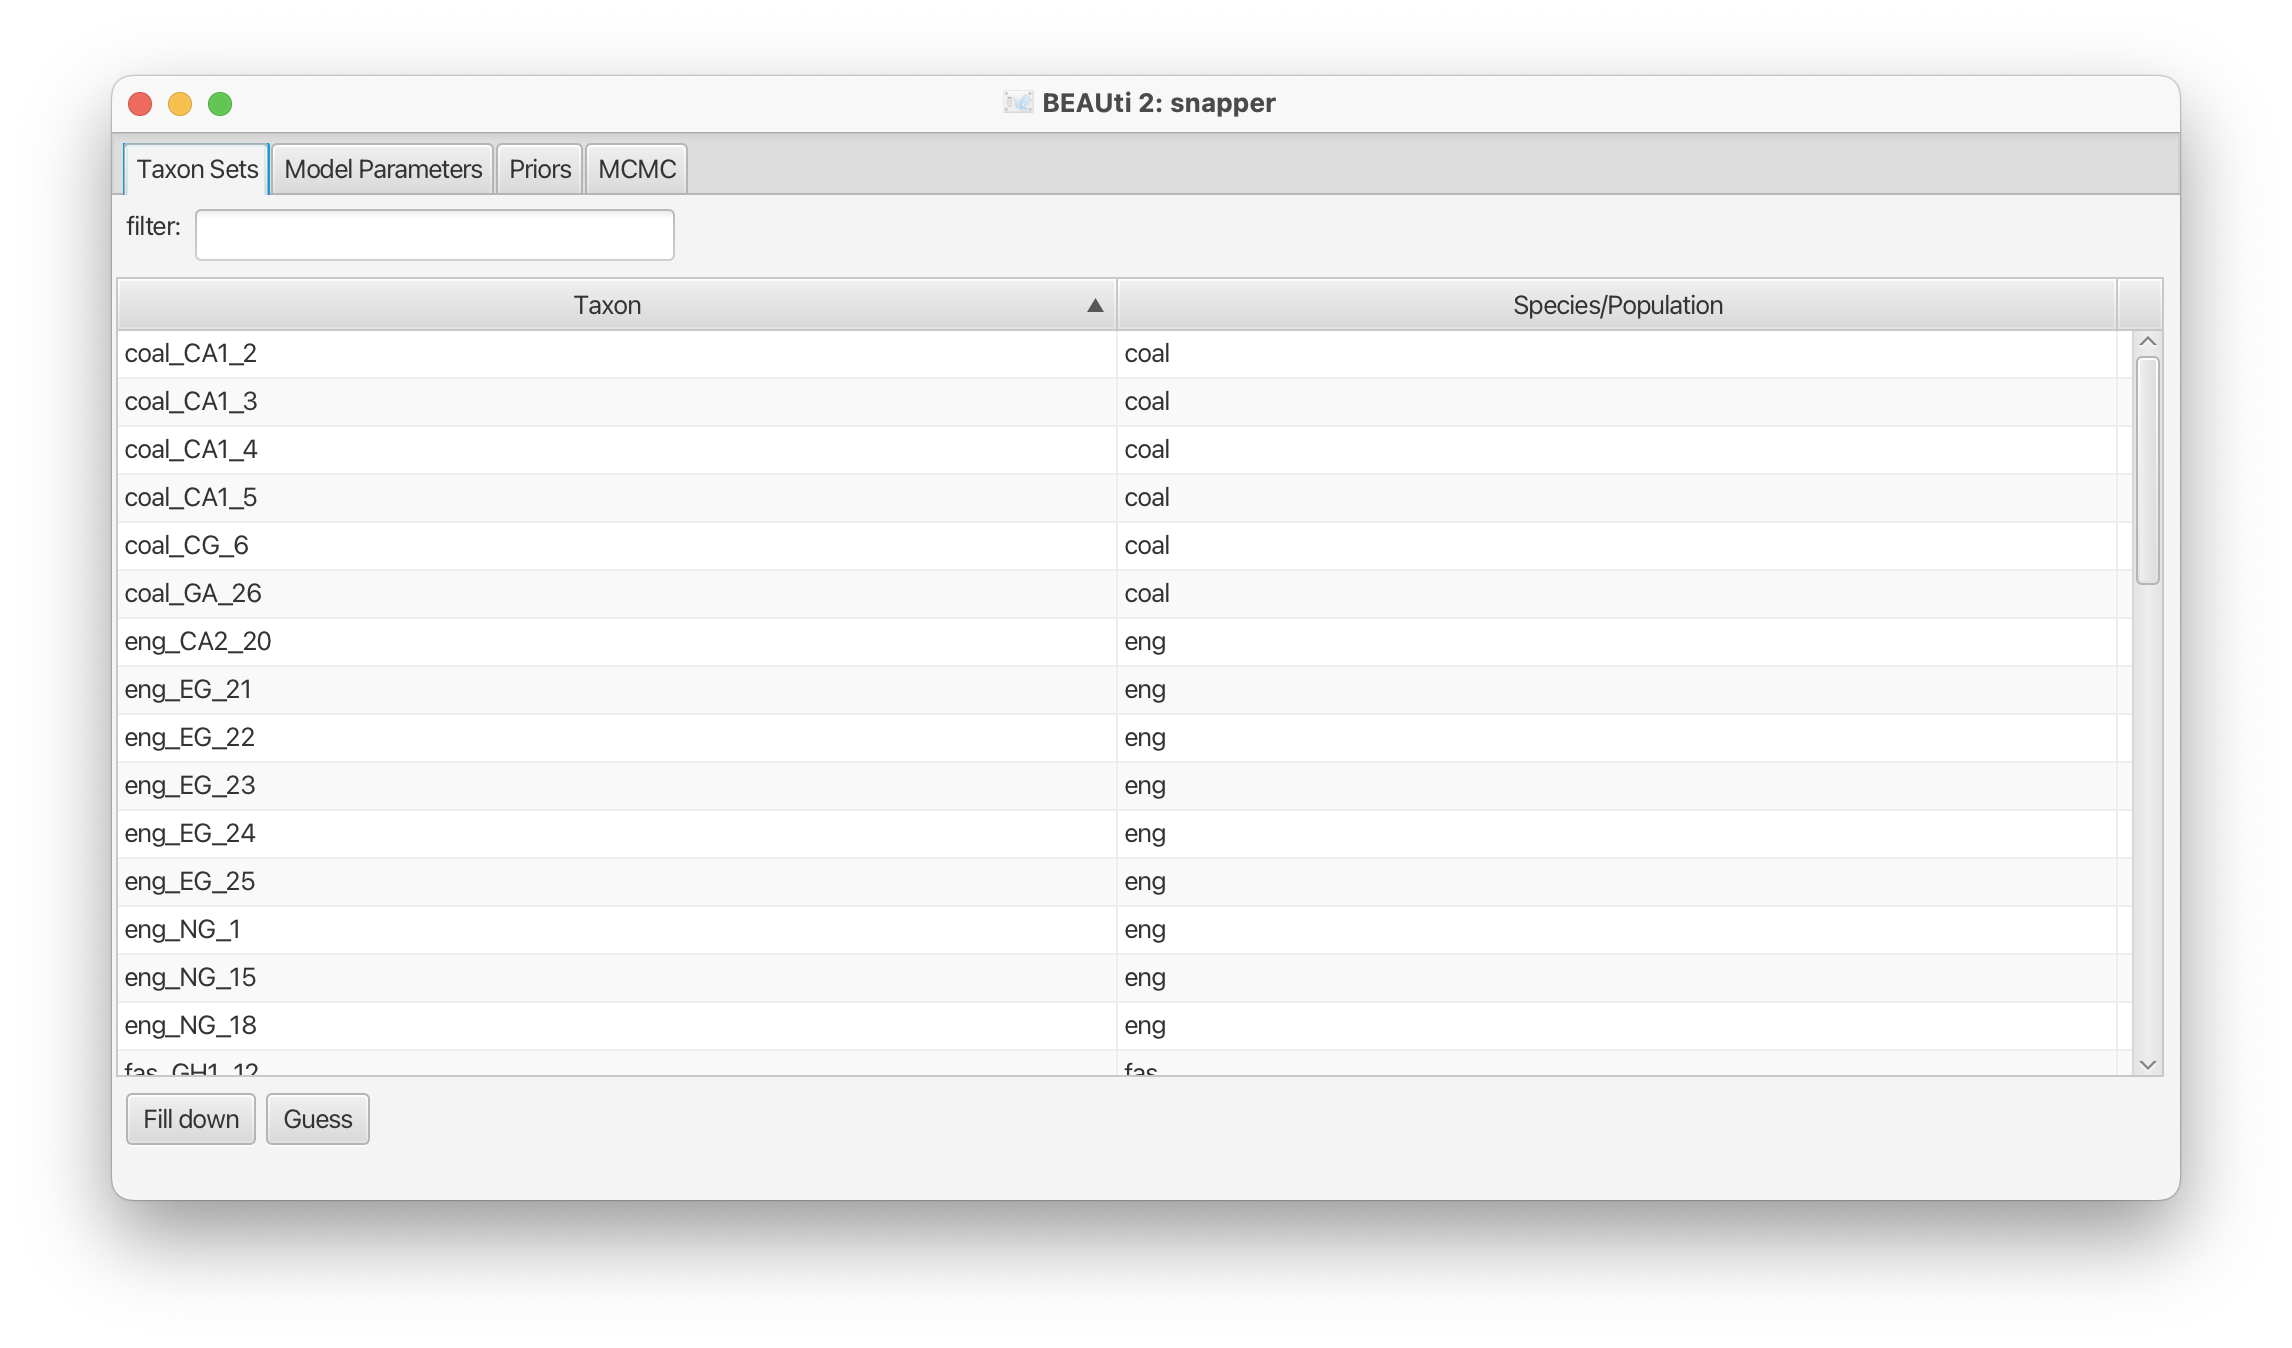 BEAUti 2: snapper
Taxon Sets Model Parameters Priors MCMC
filter:
Taxon Species/Population
coal_CA1_2 coal
coal_CA1_3 coal
coal_CA1_4 coal
coal_CA1_5 coal
coal_CG_6 coal
coal_GA_26 coal
eng_CA2_20 eng
eng_EG_21 eng
eng_EG_22 eng
eng_EG_23 eng
eng_EG_24 eng
eng_EG_25 eng
eng_NG_1 eng
eng_NG_15 eng
eng_NG_18 eng
fas_GH1_12 fas
Fill down Guess